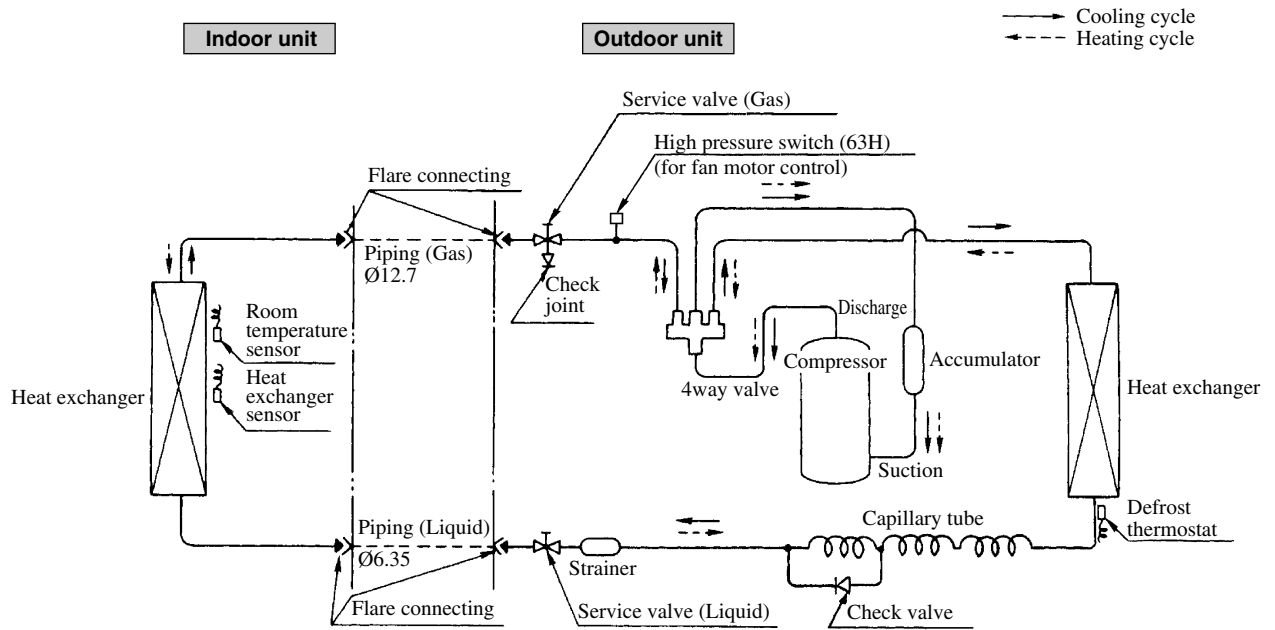 Cooling cycle
Heating cycle
Indoor unit
Outdoor unit
Service valve (Gas)
High pressure switch (63H)
(for fan motor control)
Flare connecting
Piping (Gas)
Ø12.7
Check
joint
Room
temperature
sensor
Heat
exchanger
sensor
Heat exchanger
Discharge
Compressor
Accumulator
4way valve
Suction
Heat exchanger
Defrost
thermostat
Piping (Liquid)
Ø6.35
Strainer
Capillary tube
Flare connecting
Service valve (Liquid)
Check valve